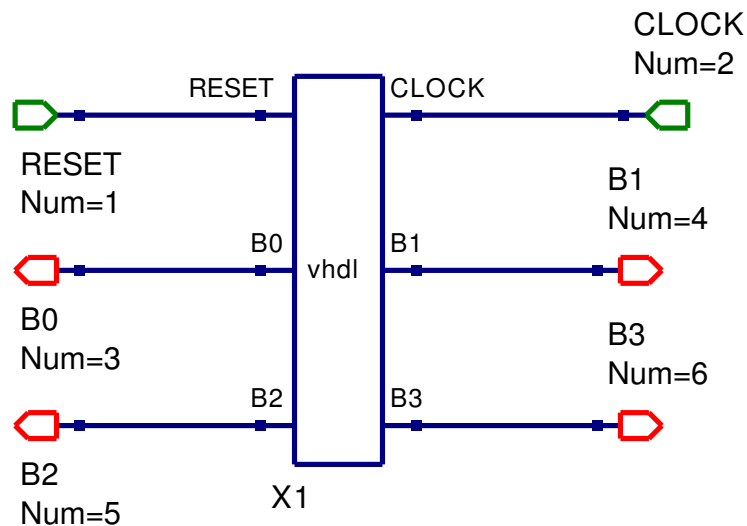 CLOCK
Num=2
RESET
CLOCK
RESET
Num=1
B1
Num=4
B0
B1
vhdl
B0
Num=3
B3
Num=6
B2
B3
B2
Num=5
X1